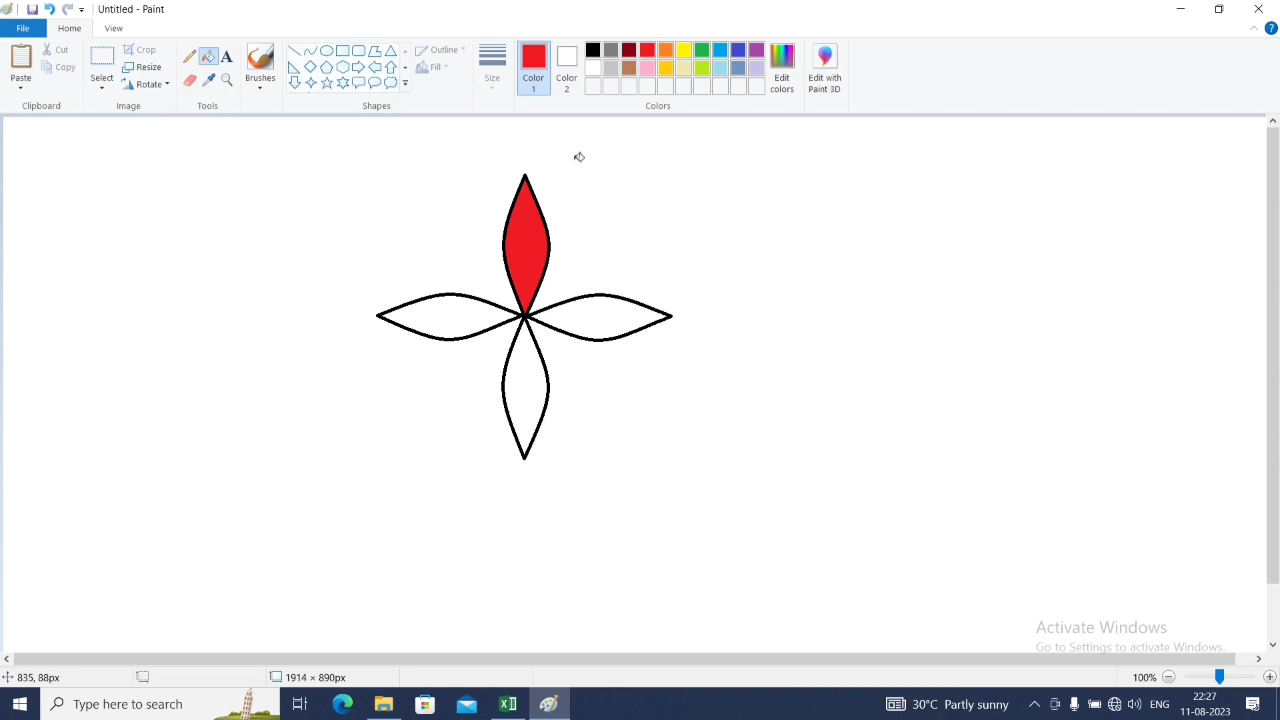 Untitled - Paint
File Home View
Paste
Cut
Copy
Clipboard
Select
Crop
Resize
Rotate
Image
Tools
Brushes
Shapes
Outline
Fill
Size
Color 1
Color 2
Colors
Edit colors
Edit with Paint 3D
Activate Windows
Go to Settings to activate Windows.
835, 88px
1914 × 890px
100%
Type here to search
30°C Partly sunny
ENG
22:27
11-08-2023